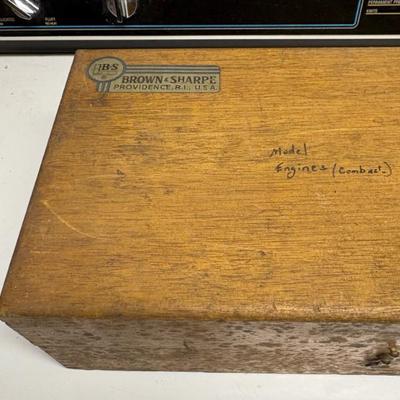 B&S
BROWN & SHARPE
PROVIDENCE, R.I., U.S.A.
Model
Engines (Combust.)